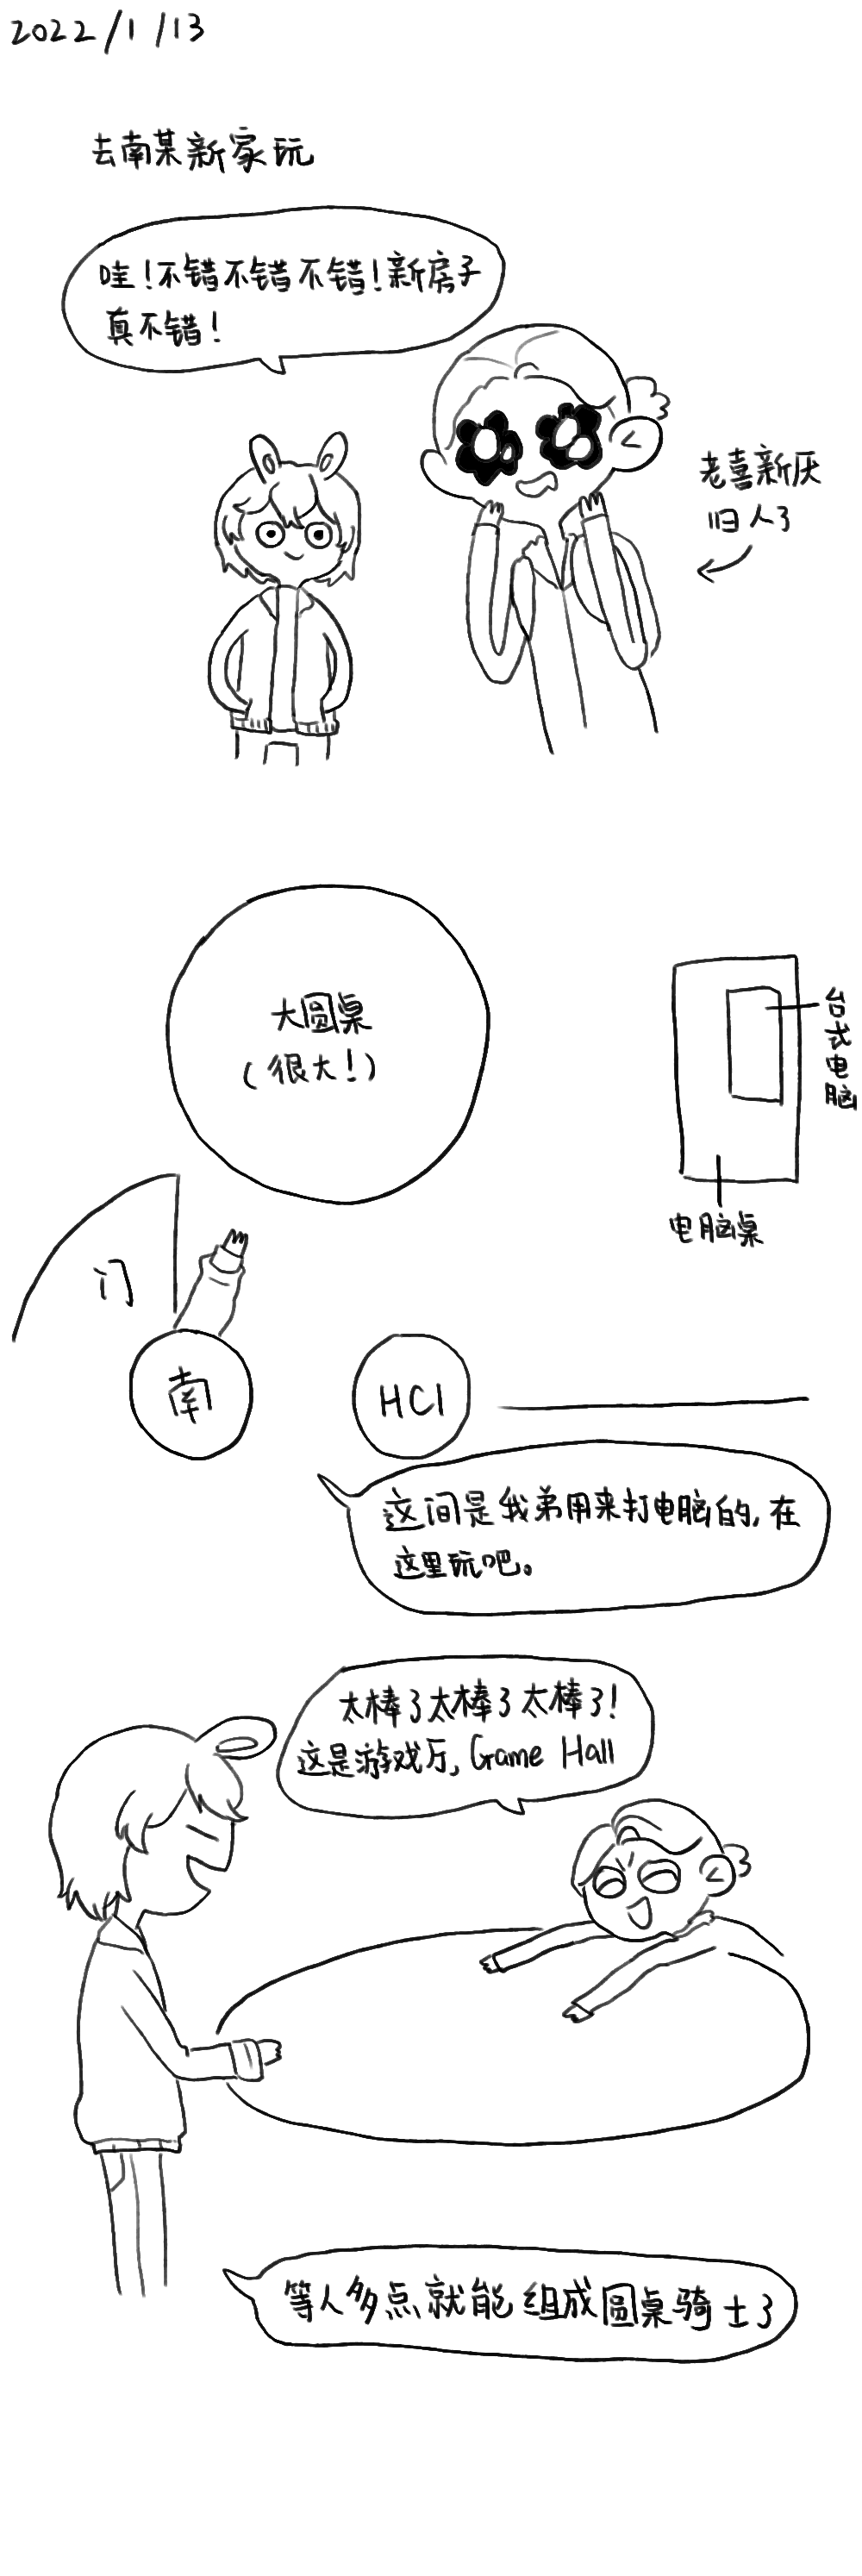 2022/1/13
去南某新家玩
哇！不错不错不错！新房子
真不错！
老喜新厌
旧人了
大圆桌
（很大！）
台式电脑
电脑桌
门
南
HCl
这间是我弟用来打电脑的，在
这里玩吧。
太棒了太棒了太棒了！
这是游戏厅，Game Hall
等人多点就能组成圆桌骑士了